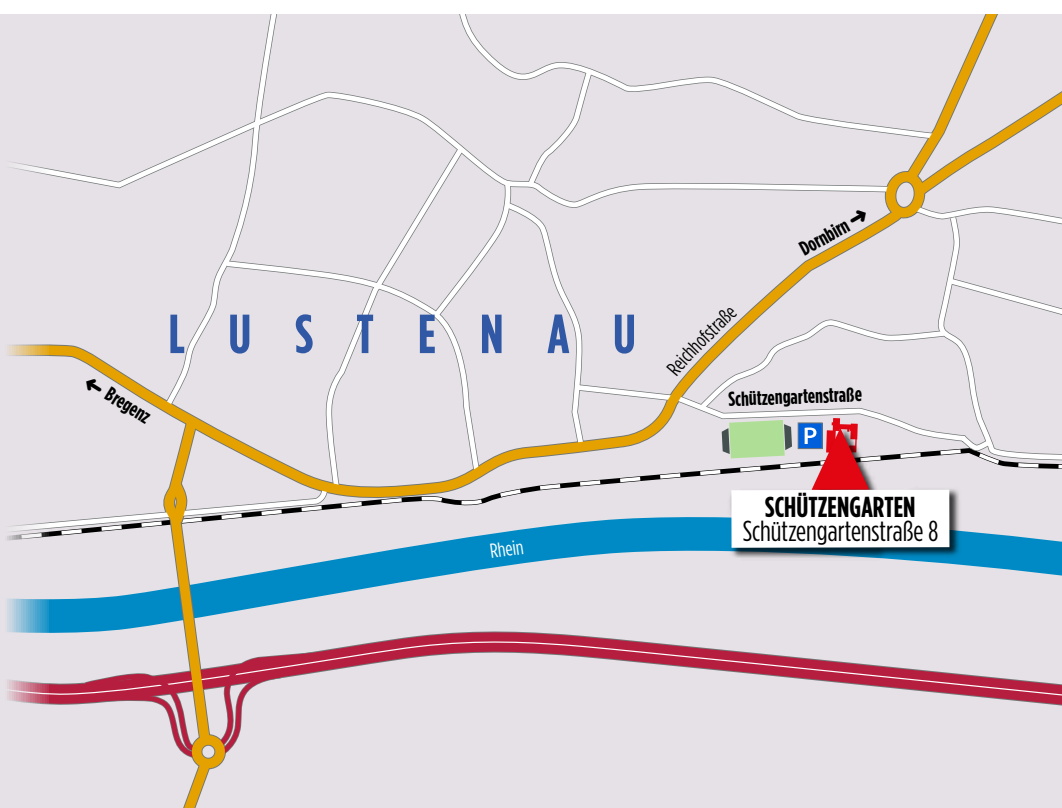 Dornbirn →
LUSTENAU
Reichhofstraße
← Bregenz
Schützengartenstraße
P
SCHÜTZENGARTEN
Schützengartenstraße 8
Rhein